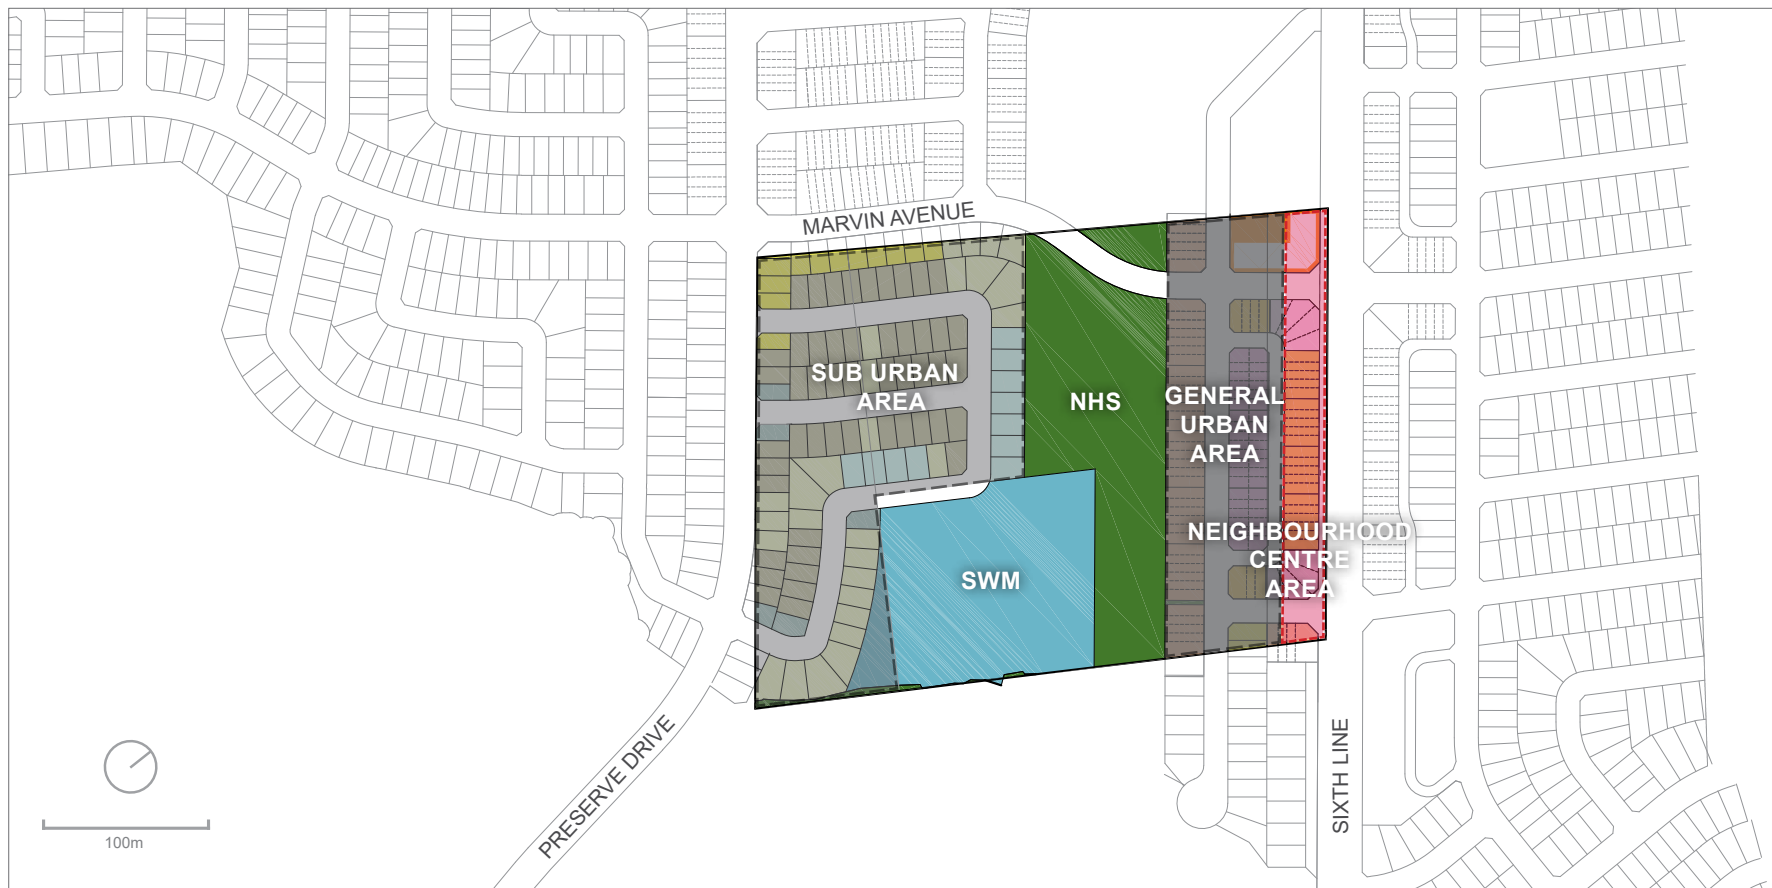 MARVIN AVENUE
SUB URBAN
AREA
NHS
GENERAL
URBAN
AREA
NEIGHBOURHOOD
CENTRE
AREA
SWM
PRESERVE DRIVE
SIXTH LINE
100m